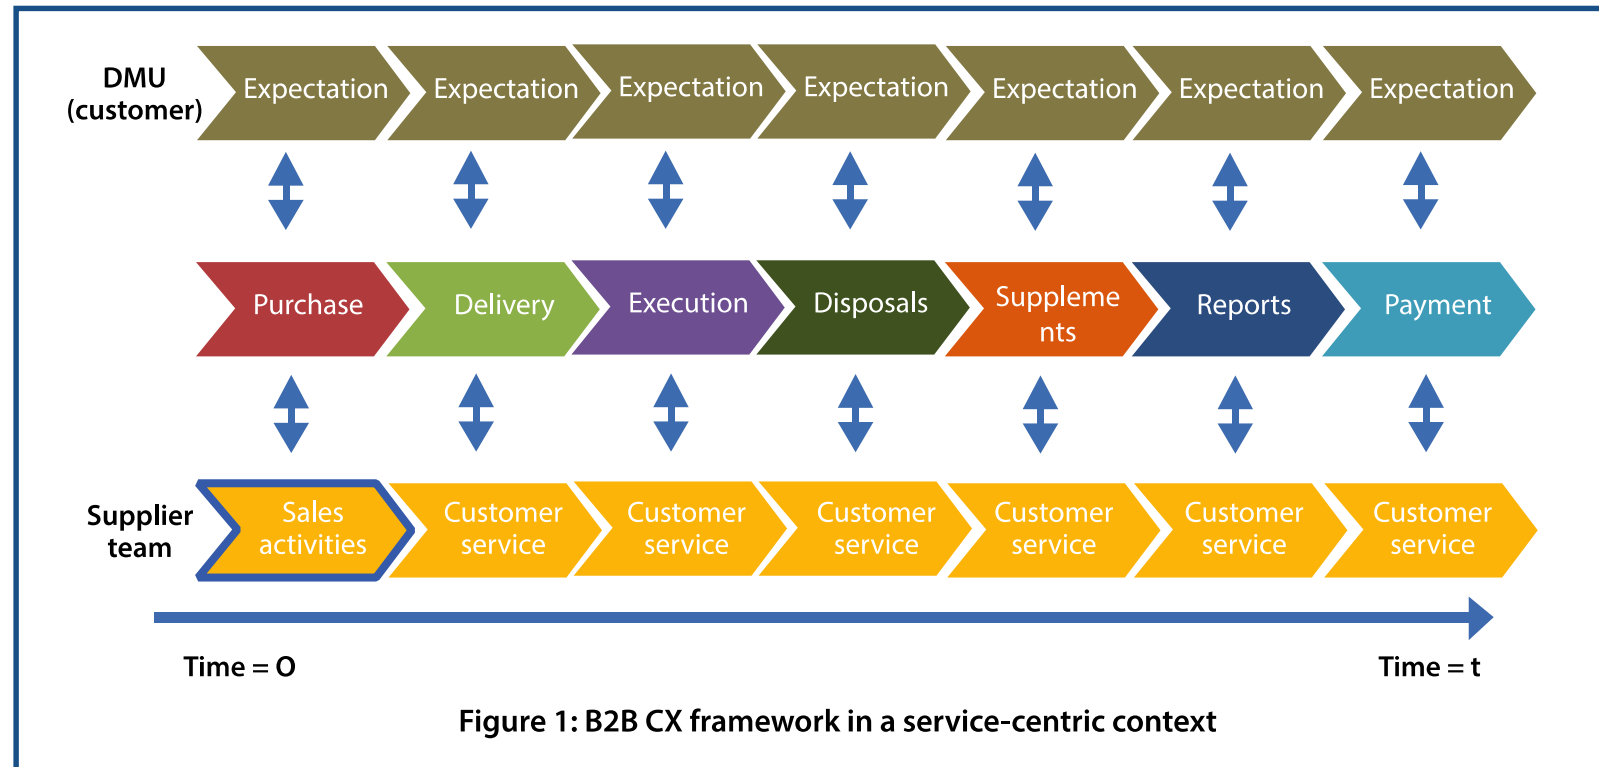 DMU
(customer)
Expectation
Expectation
Expectation
Expectation
Expectation
Expectation
Expectation
Purchase
Delivery
Execution
Disposals
Suppleme
nts
Reports
Payment
Supplier
team
Sales
activities
Customer
service
Customer
service
Customer
service
Customer
service
Customer
service
Customer
service
Time = O
Time = t
Figure 1: B2B CX framework in a service-centric context